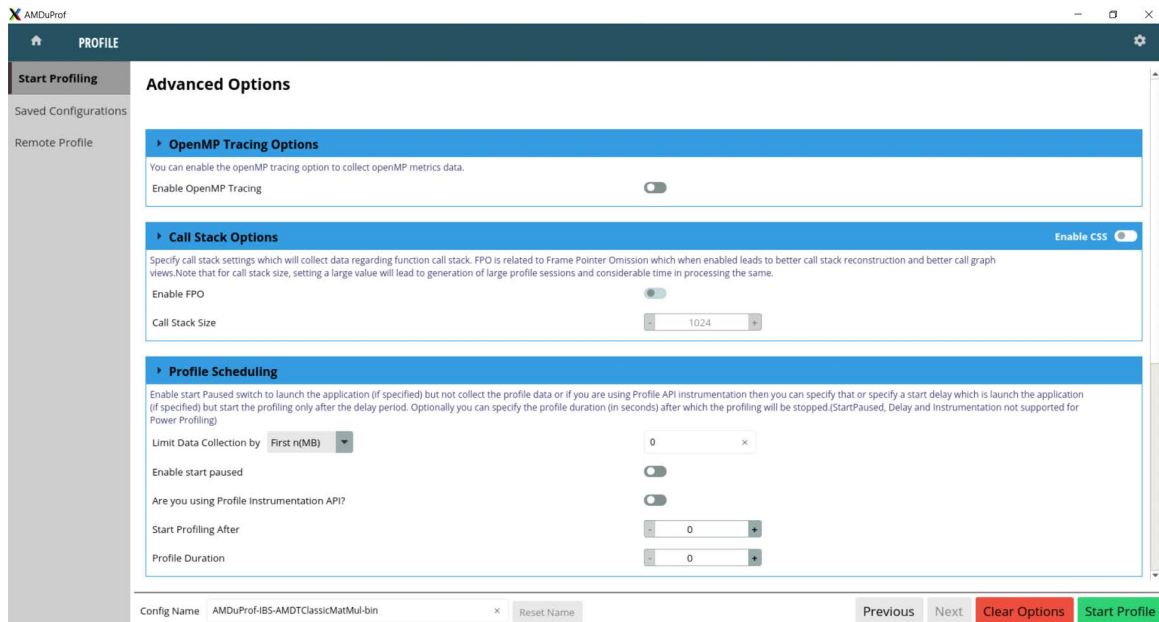 AMDuProf
PROFILE
Start Profiling
Saved Configurations
Remote Profile
Advanced Options
OpenMP Tracing Options
You can enable the openMP tracing option to collect openMP metrics data.
Enable OpenMP Tracing
Call Stack Options
Enable CSS
Specify call stack settings which will collect data regarding function call stack. FPO is related to Frame Pointer Omission which when enabled leads to better call stack reconstruction and better call graph
views.Note that for call stack size, setting a large value will lead to generation of large profile sessions and considerable time in processing the same.
Enable FPO
Call Stack Size - 1024 +
Profile Scheduling
Enable start Paused switch to launch the application (if specified) but not collect the profile data or if you are using Profile API instrumentation then you can specify that or specify a start delay which is launch the application
(if specified) but start the profiling only after the delay period. Optionally you can specify the profile duration (in seconds) after which the profiling will be stopped.(StartPaused, Delay and Instrumentation not supported for
Power Profiling)
Limit Data Collection by First n(MB) 0 ×
Enable start paused
Are you using Profile Instrumentation API?
Start Profiling After - 0 +
Profile Duration - 0 +
Config Name AMDuProf-IBS-AMDTClassicMatMul-bin × Reset Name Previous Next Clear Options Start Profile